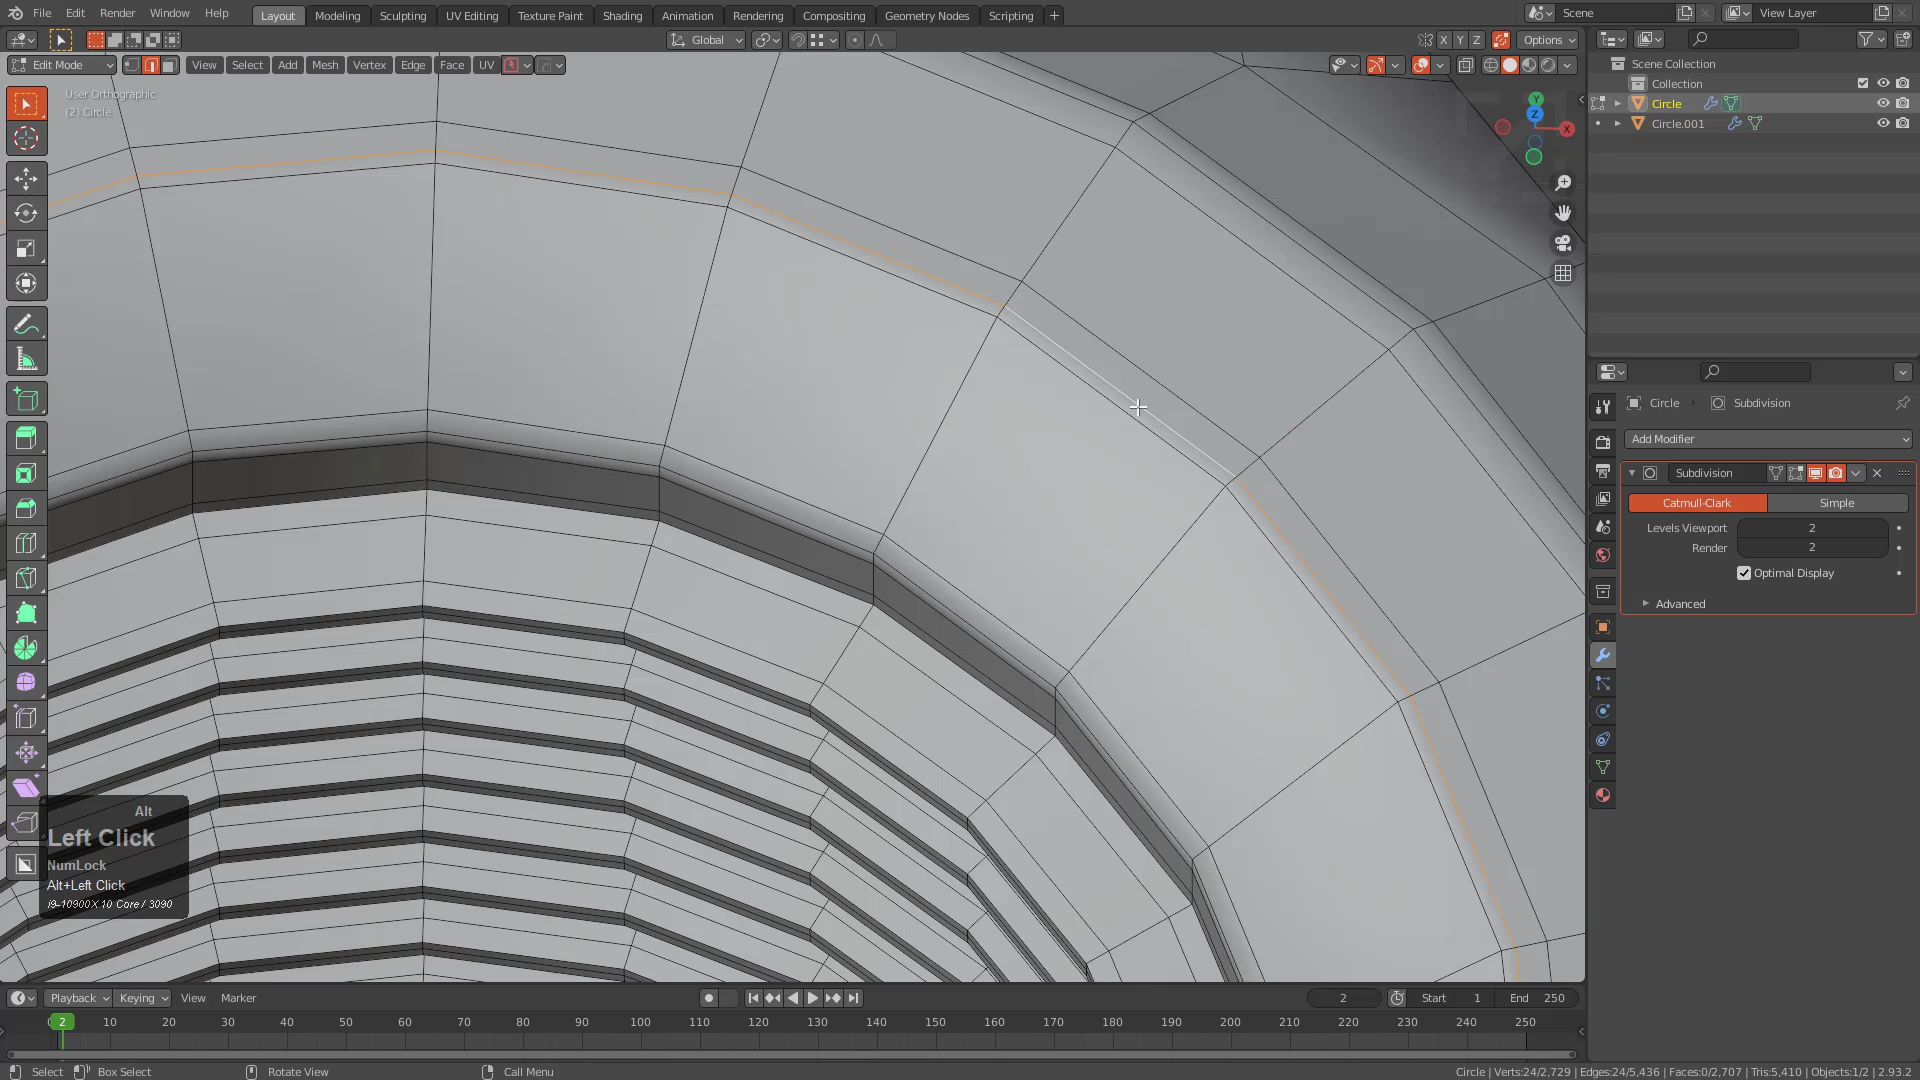 File Edit Render Window Help Layout Modeling Sculpting UV Editing Texture Paint Shading Animation Rendering Compositing Geometry Nodes Scripting + Scene View Layer
Global X Y Z Options
Edit Mode View Select Add Mesh Vertex Edge Face UV
User Orthographic
(2) Circle
Y
Z
X
Scene Collection
Collection
Circle
Circle.001
Circle Subdivision
Add Modifier
Subdivision
Catmull-Clark Simple
Levels Viewport 2
Render 2
Optimal Display
Advanced
Alt
Left Click
NumLock
Alt+Left Click
i9-10900X 10 Core / 3090
Playback Keying View Marker 2 Start 1 End 250
2 10 20 30 40 50 60 70 80 90 100 110 120 130 140 150 160 170 180 190 200 210 220 230 240 250
Select Box Select Rotate View Call Menu Circle | Verts:24/2,729 | Edges:24/5,436 | Faces:0/2,707 | Tris:5,410 | Objects:1/2 | 2.93.2